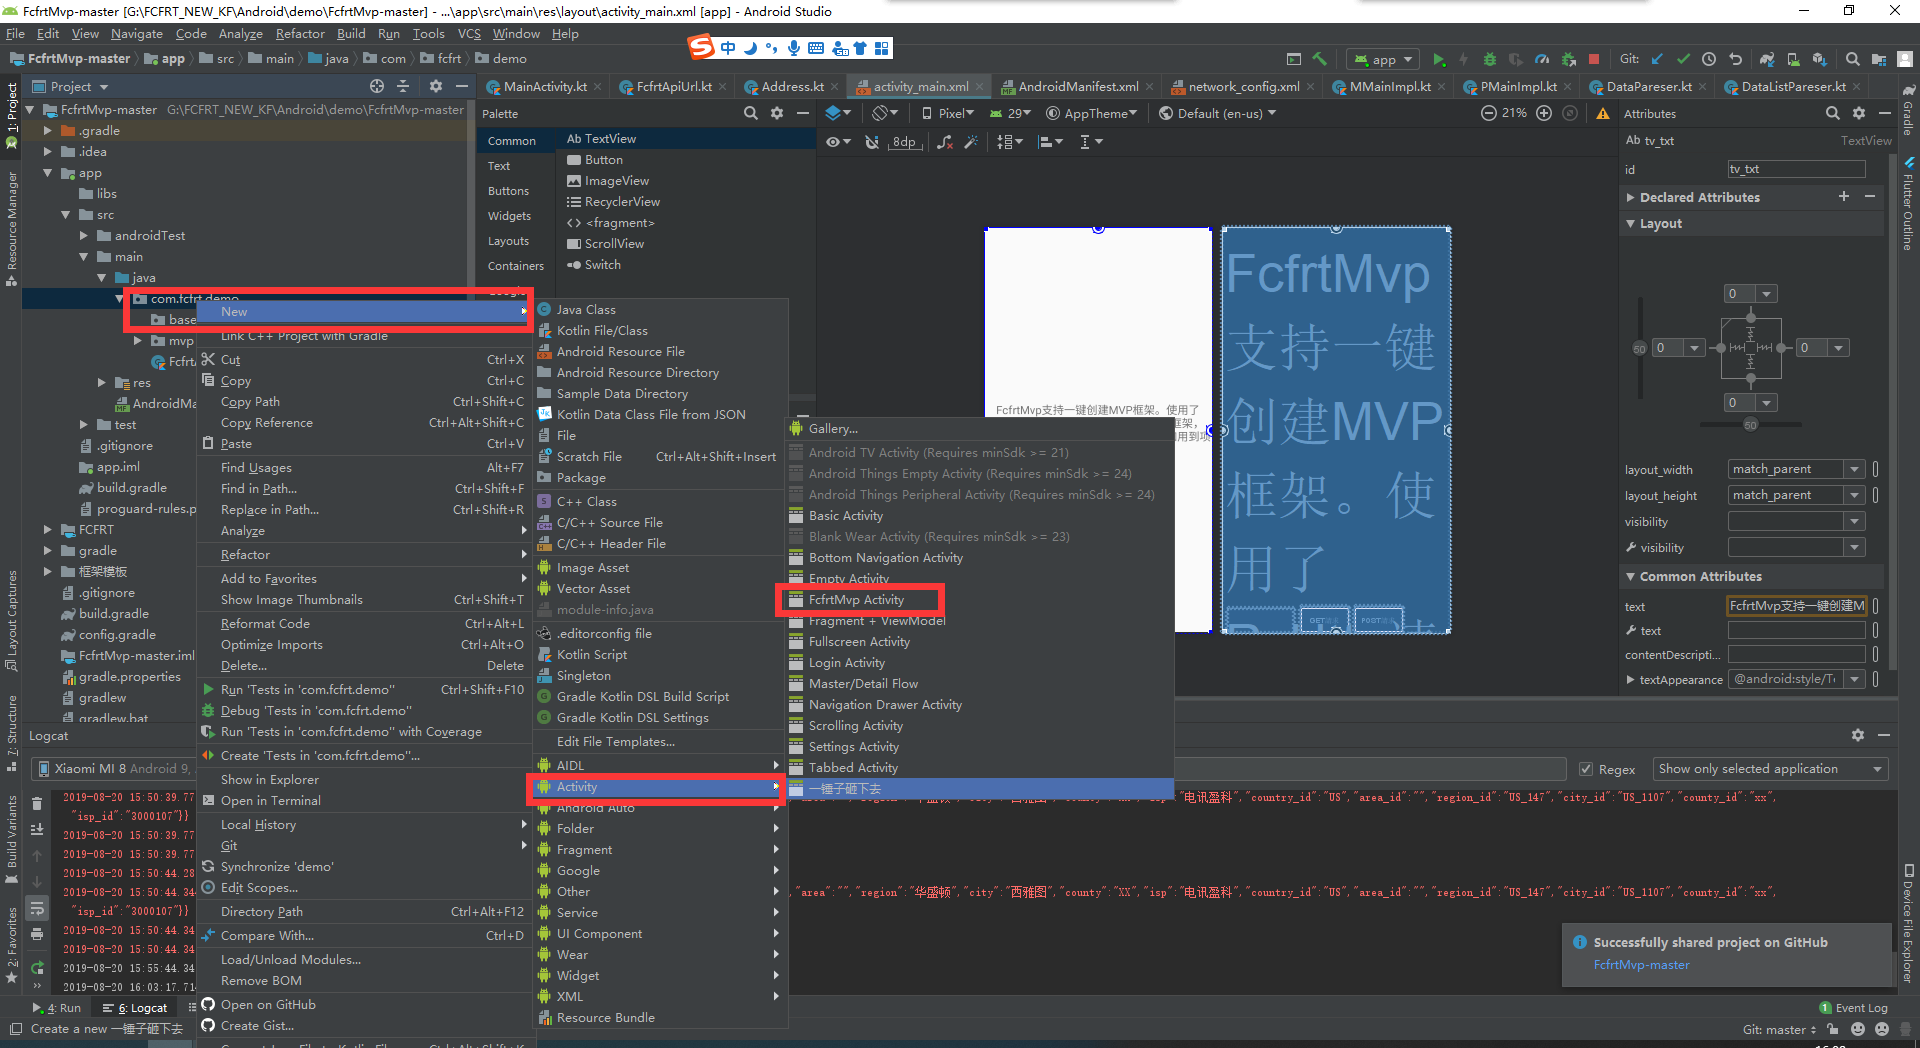 FcfrtMvp-master [G:\FCFRT_NEW_KF\Android\demo\FcfrtMvp-master] - ...\app\src\main\res\layout\activity_main.xml [app] - Android Studio
File Edit View Navigate Code Analyze Refactor Build Run Tools VCS Window Help
中
FcfrtMvp-master app src main java com fcfrt demo
app
Git:
1: Project
Resource Manager
Layout Captures
7: Structure
Build Variants
2: Favorites
Project
MainActivity.kt FcfrtApiUrl.kt Address.kt activity_main.xml AndroidManifest.xml network_config.xml MMainImpl.kt PMainImpl.kt DataPareser.kt DataListPareser.kt
FcfrtMvp-master G:\FCFRT_NEW_KF\Android\demo\FcfrtMvp-master
.gradle
.idea
app
libs
src
androidTest
main
java
com.fcfrt.demo
base
mvp
res
test
.gitignore
app.iml
build.gradle
proguard-rules.p
FCFRT
gradle
框架模板
.gitignore
build.gradle
config.gradle
FcfrtMvp-master.iml
gradle.properties
gradlew
gradlew.bat
Palette
Common
Text
Buttons
Widgets
Layouts
Containers
Ab TextView
Button
ImageView
RecyclerView
<fragment>
ScrollView
Switch
Pixel 29 AppTheme Default (en-us) 21%
8dp
New
Link C++ Project with Gradle
Cut Ctrl+X
Copy Ctrl+C
Copy Path Ctrl+Shift+C
Copy Reference Ctrl+Alt+Shift+C
Paste Ctrl+V
Find Usages Alt+F7
Find in Path... Ctrl+Shift+F
Replace in Path... Ctrl+Shift+R
Analyze
Refactor
Add to Favorites
Show Image Thumbnails Ctrl+Shift+T
Reformat Code Ctrl+Alt+L
Optimize Imports Ctrl+Alt+O
Delete... Delete
Run 'Tests in 'com.fcfrt.demo'' Ctrl+Shift+F10
Debug 'Tests in 'com.fcfrt.demo''
Run 'Tests in 'com.fcfrt.demo'' with Coverage
Create 'Tests in 'com.fcfrt.demo''...
Show in Explorer
Open in Terminal
Local History
Git
Synchronize 'demo'
Edit Scopes...
Directory Path Ctrl+Alt+F12
Compare With... Ctrl+D
Load/Unload Modules...
Remove BOM
Open on GitHub
Create Gist...
Java Class
Kotlin File/Class
Android Resource File
Android Resource Directory
Sample Data Directory
Kotlin Data Class File from JSON
File
Scratch File Ctrl+Alt+Shift+Insert
Package
C++ Class
C/C++ Source File
C/C++ Header File
Image Asset
Vector Asset
module-info.java
.editorconfig file
Kotlin Script
Singleton
Gradle Kotlin DSL Build Script
Gradle Kotlin DSL Settings
Edit File Templates...
AIDL
Activity
Android Auto
Folder
Fragment
Google
Other
Service
UI Component
Wear
Widget
XML
Resource Bundle
Gallery...
Android TV Activity (Requires minSdk >= 21)
Android Things Empty Activity (Requires minSdk >= 24)
Android Things Peripheral Activity (Requires minSdk >= 24)
Basic Activity
Blank Wear Activity (Requires minSdk >= 23)
Bottom Navigation Activity
Empty Activity
FcfrtMvp Activity
Fragment + ViewModel
Fullscreen Activity
Login Activity
Master/Detail Flow
Navigation Drawer Activity
Scrolling Activity
Settings Activity
Tabbed Activity
一锤子砸下去
FcfrtMvp支持一键创建MVP框架。使用了
框架，
用到项
FcfrtMvp
支持一键
创建MVP
框架。使
用了
Attributes
Ab tv_txt TextView
id tv_txt
Declared Attributes
Layout
0
50 0 0
0
50
layout_width match_parent
layout_height match_parent
visibility
visibility
Common Attributes
text FcfrtMvp支持一键创建M
text
contentDescripti...
textAppearance @android:style/T
Gradle
Flutter Outline
Device File Explorer
Logcat
Xiaomi MI 8 Android 9,
Regex Show only selected application
2019-08-20 15:50:39.77
"isp_id":"3000107"}}
2019-08-20 15:50:39.77
2019-08-20 15:50:39.77
2019-08-20 15:50:44.28
2019-08-20 15:50:44.34
"isp_id":"3000107"}}
2019-08-20 15:50:44.34
2019-08-20 15:50:44.34
2019-08-20 15:55:44.34
2019-08-20 16:03:17.71
"电讯盈科","country_id":"US","area_id":"","region_id":"US_147","city_id":"US_1107","county_id":"xx",
,"area":"","region":"华盛顿","city":"西雅图","county":"XX","isp":"电讯盈科","country_id":"US","area_id":"","region_id":"US_147","city_id":"US_1107","county_id":"xx",
Successfully shared project on GitHub
FcfrtMvp-master
4: Run 6: Logcat
1 Event Log
Create a new 一锤子砸下去
Git: master